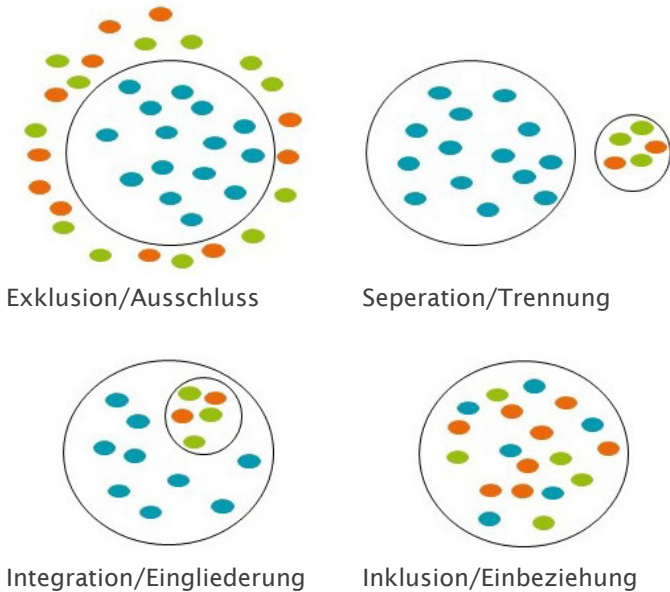 Exklusion/Ausschluss
Seperation/Trennung
Integration/Eingliederung
Inklusion/Einbeziehung